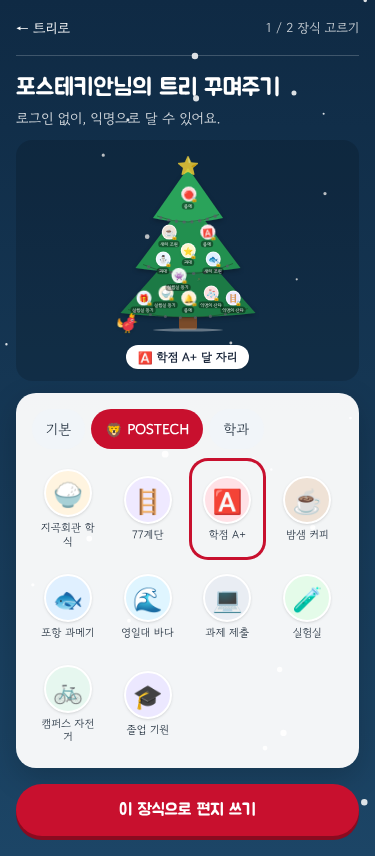 ← 트리로
1 / 2 장식 고르기
포스테키안님의 트리 꾸며주기
로그인 없이, 익명으로 달 수 있어요.
🅰️ 학점 A+ 달 자리
기본
🦁 POSTECH
학과
지곡회관 학
식
77계단
학점 A+
밤샘 커피
포항 과메기
영일대 바다
과제 제출
실험실
캠퍼스 자전
거
졸업 기원
이 장식으로 편지 쓰기